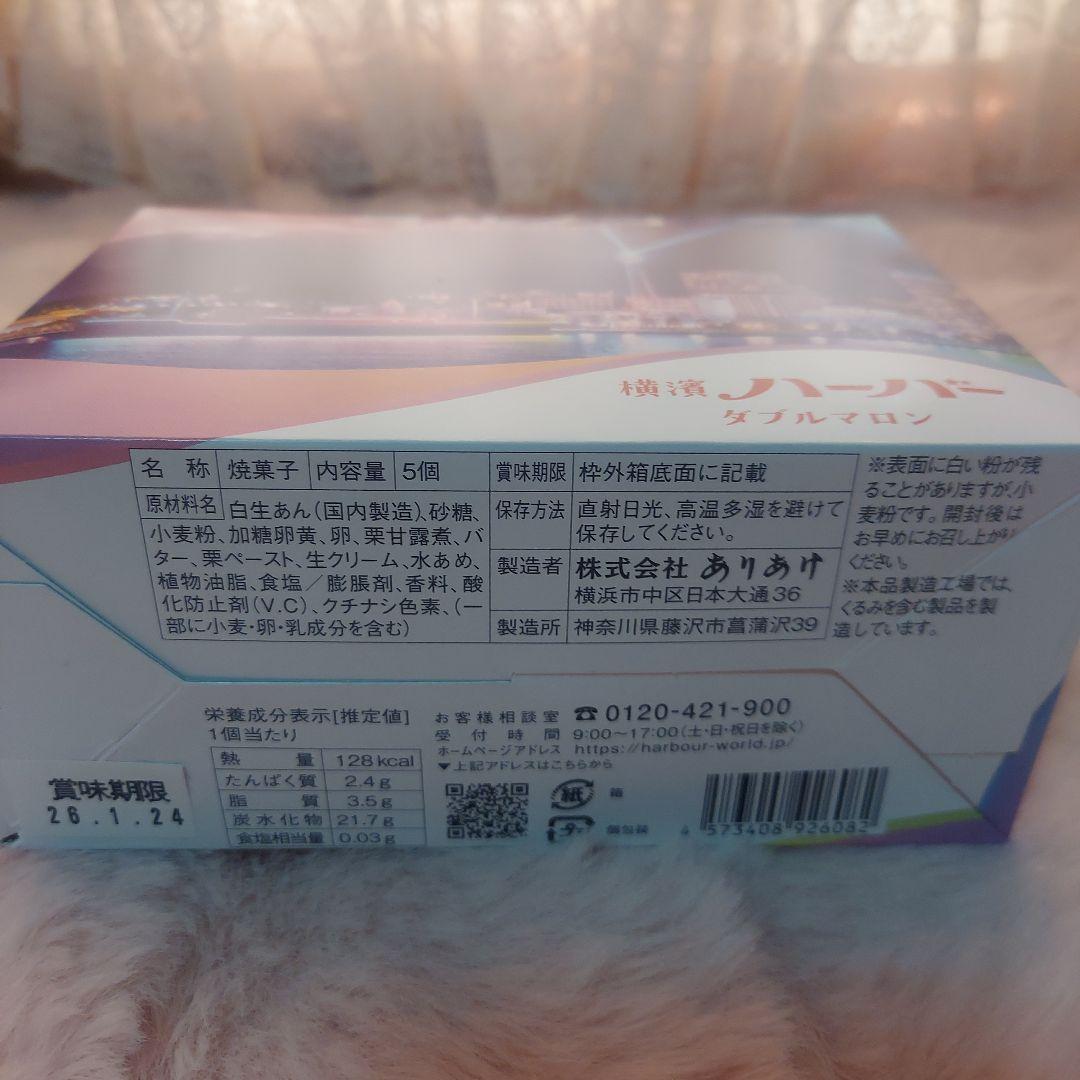 横濱 ハーバー
ダブルマロン
名 称 焼菓子 内容量 5個
原材料名 白生あん(国内製造)、砂糖、
小麦粉、加糖卵黄、卵、栗甘露煮、バ
ター、栗ペースト、生クリーム、水あめ、
植物油脂、食塩/膨脹剤、香料、酸
化防止剤(V.C)、クチナシ色素、(一
部に小麦・卵・乳成分を含む)
賞味期限 枠外箱底面に記載
保存方法 直射日光、高温多湿を避けて
保存してください。
製造者 株式会社 ありあけ
横浜市中区日本大通36
製造所 神奈川県藤沢市菖蒲沢39
※表面に白い粉が残
ることがありますが、小
麦粉です。開封後は
お早めにお召し上がり
ください。
※本品製造工場では、
くるみを含む製品を製
造しています。
栄養成分表示[推定値]
1個当たり
熱 量 128kcal
たんぱく質 2.4g
脂 質 3.5g
炭水化物 21.7g
食塩相当量 0.03g
お客様相談室 ☎0120-421-900
受付時間 9:00~17:00(土・日・祝日を除く)
ホームページアドレス https://harbour-world.jp/
▼上記アドレスはこちらから
紙 箱
個包装
4 573408 926082
賞味期限
26.1.24